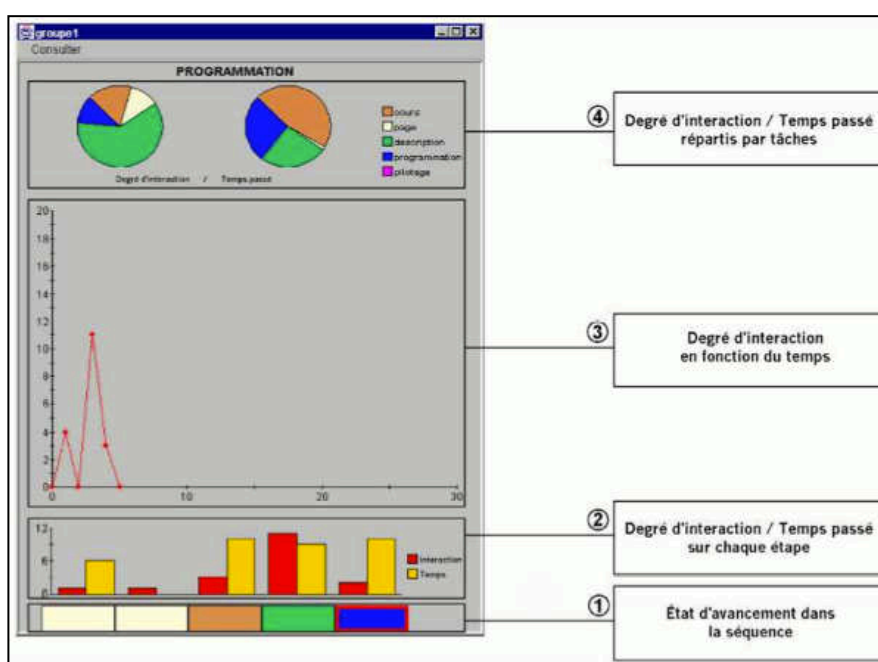 groupe1
Consulter
PROGRAMMATION
cours
page
description
programmation
pilotage
Degré d'interaction / Temps passé
④ Degré d'interaction / Temps passé
répartis par tâches
20
18
16
14
12
10
8
6
4
2
0
0 10 20 30
③ Degré d'interaction
en fonction du temps
12
6
0
Interaction
Temps
② Degré d'interaction / Temps passé
sur chaque étape
① État d'avancement dans
la séquence